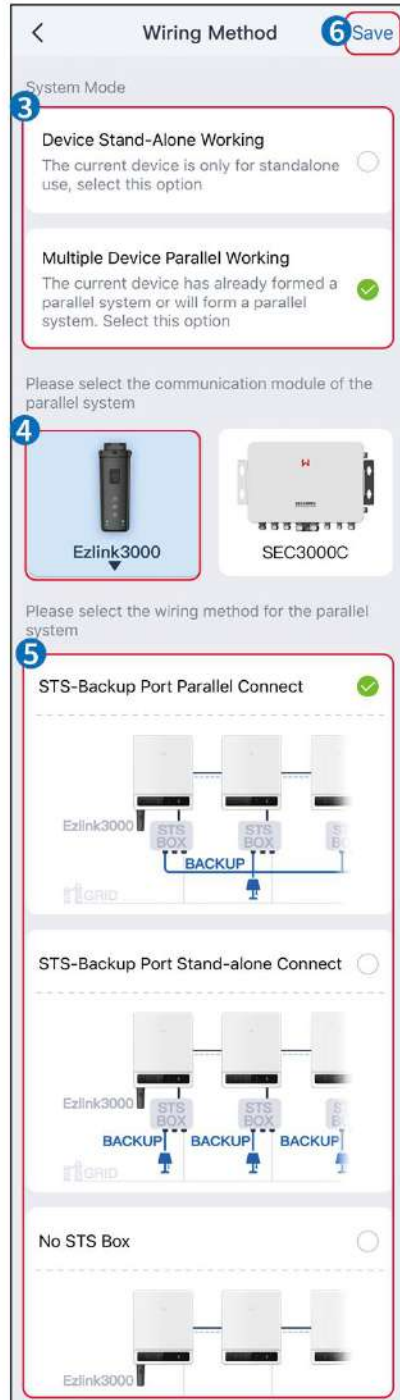 Wiring Method
6
Save
System Mode
3
Device Stand-Alone Working
The current device is only for standalone
use, select this option
Multiple Device Parallel Working
The current device has already formed a
parallel system or will form a parallel
system. Select this option
Please select the communication module of the
parallel system
4
Ezlink3000
SEC3000C
Please select the wiring method for the parallel
system
5
STS-Backup Port Parallel Connect
Ezlink3000
STS
BOX
STS
BOX
BACKUP
GRID
STS-Backup Port Stand-alone Connect
Ezlink3000
STS
BOX
STS
BOX
BACKUP
BACKUP
BACKUP
GRID
No STS Box
Ezlink3000